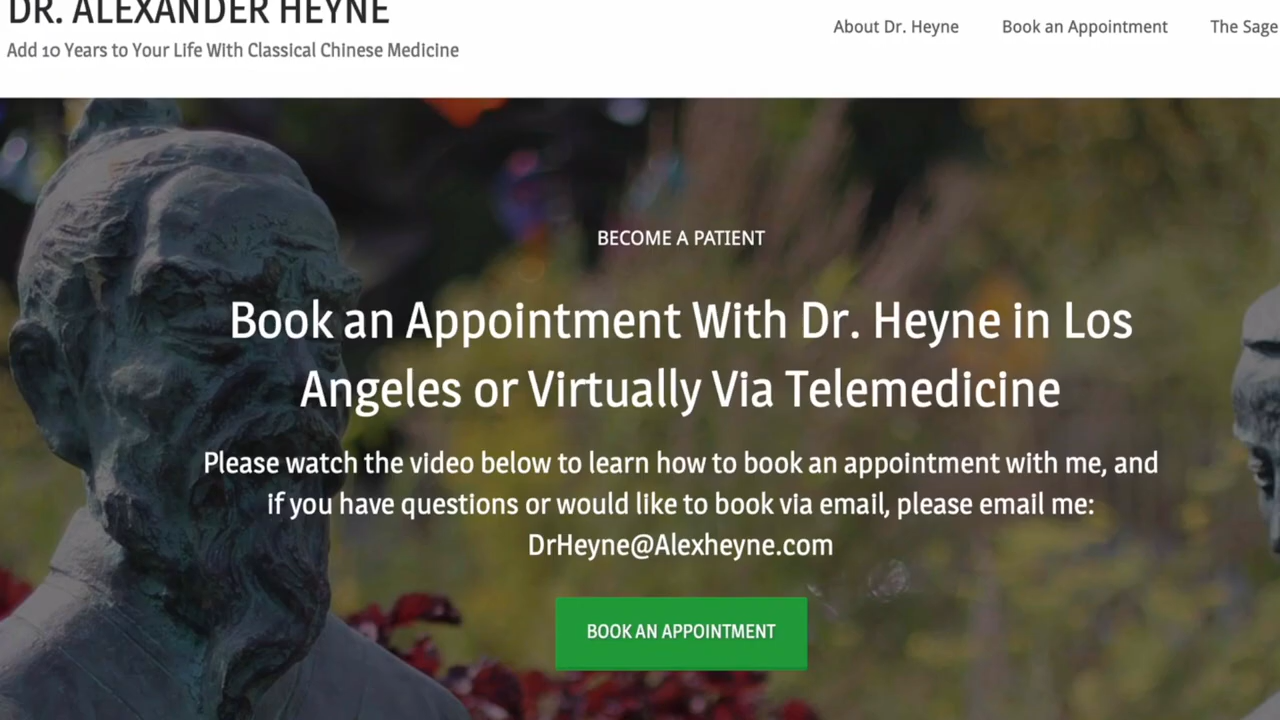 DR. ALEXANDER HEYNE
Add 10 Years to Your Life With Classical Chinese Medicine
About Dr. Heyne
Book an Appointment
The Sage
BECOME A PATIENT
Book an Appointment With Dr. Heyne in Los
Angeles or Virtually Via Telemedicine
Please watch the video below to learn how to book an appointment with me, and
if you have questions or would like to book via email, please email me:
DrHeyne@Alexheyne.com
BOOK AN APPOINTMENT